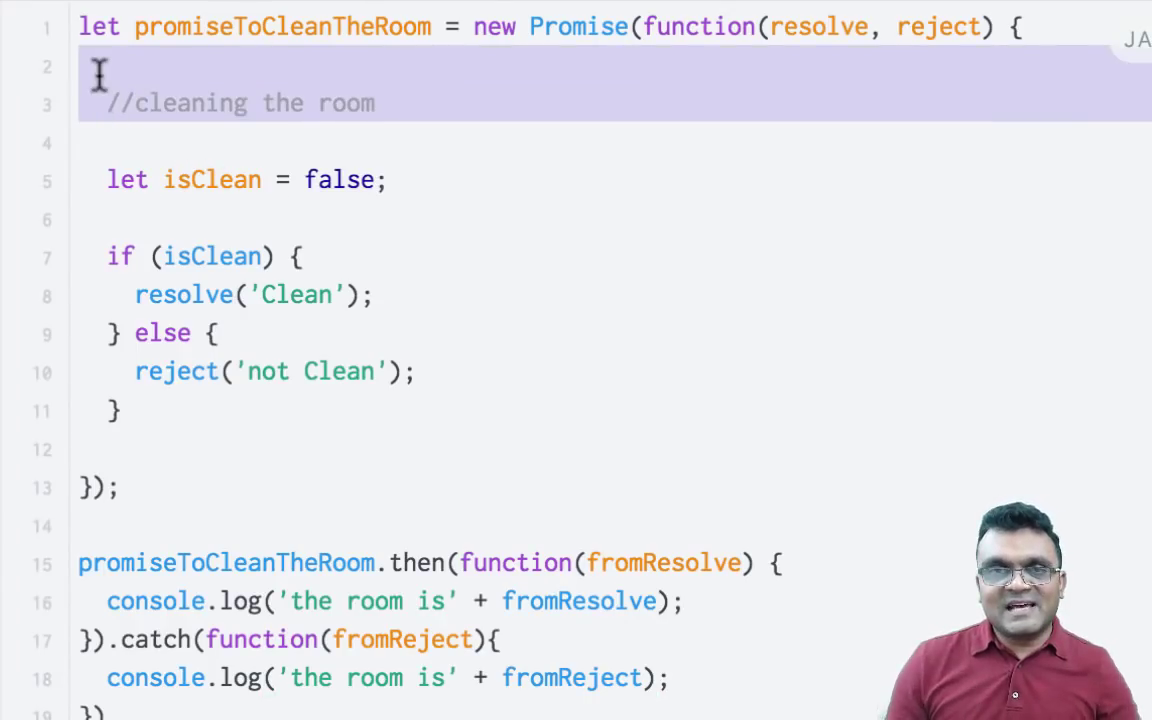 1 let promiseToCleanTheRoom = new Promise(function(resolve, reject) {
JA
2
3 //cleaning the room
4
5 let isClean = false;
6
7 if (isClean) {
8 resolve('Clean');
9 } else {
10 reject('not Clean');
11 }
12
13 });
14
15 promiseToCleanTheRoom.then(function(fromResolve) {
16 console.log('the room is' + fromResolve);
17 }).catch(function(fromReject){
18 console.log('the room is' + fromReject);
19 })